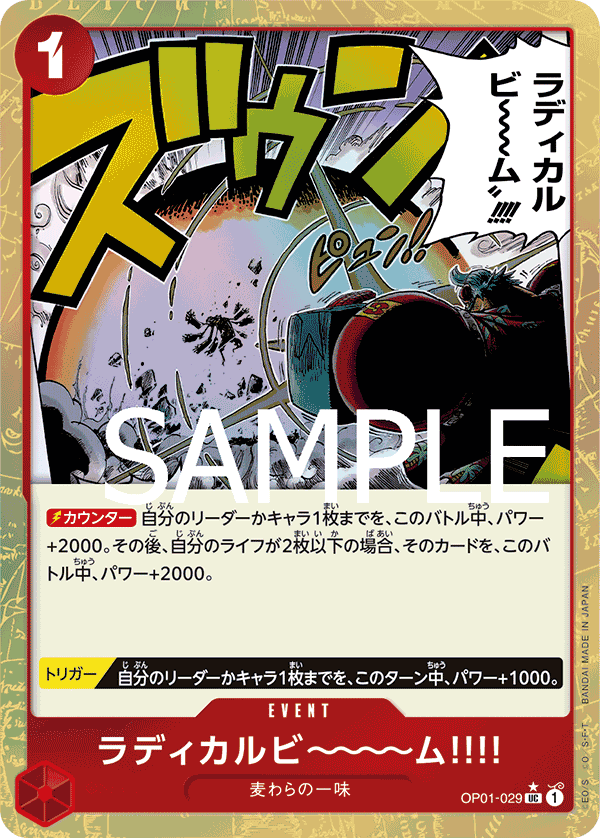 1
ズウン
ラディカル
ビ〜〜〜ム!!!!
ピュン!!
SAMPLE
カウンター 自分のリーダーかキャラ1枚までを、このバトル中、パワー
+2000。その後、自分のライフが2枚以下の場合、そのカードを、このバ
トル中、パワー+2000。
トリガー 自分のリーダーかキャラ1枚までを、このターン中、パワー+1000。
EVENT
ラディカルビ〜〜〜〜ム!!!!
麦わらの一味
OP01-029 UC 1
BANDAI MADE IN JAPAN